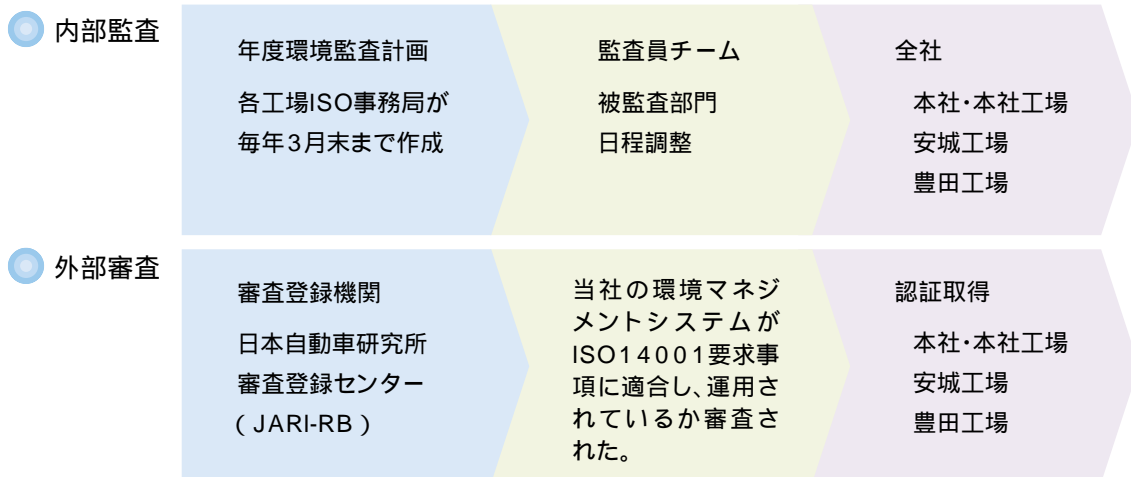 内部監査
年度環境監査計画
各工場ISO事務局が
毎年3月末まで作成
監査員チーム
被監査部門
日程調整
全社
本社・本社工場
安城工場
豊田工場
外部審査
審査登録機関
日本自動車研究所
審査登録センター
（JARI-RB）
当社の環境マネジ
メントシステムが
ISO14001要求事
項に適合し、運用さ
れているか審査さ
れた。
認証取得
本社・本社工場
安城工場
豊田工場